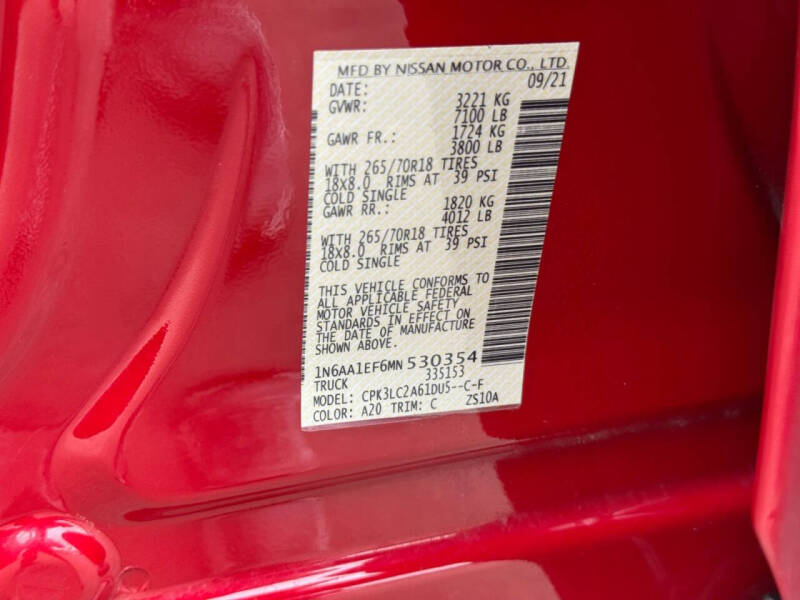 MFD BY NISSAN MOTOR CO., LTD.
DATE: 09/21
GVWR: 3221 KG
7100 LB
GAWR FR.: 1724 KG
3800 LB
WITH 265/70R18 TIRES
18X8.0 RIMS AT 39 PSI
COLD SINGLE
GAWR RR.: 1820 KG
4012 LB
WITH 265/70R18 TIRES
18X8.0 RIMS AT 39 PSI
COLD SINGLE
THIS VEHICLE CONFORMS TO
ALL APPLICABLE FEDERAL
MOTOR VEHICLE SAFETY
STANDARDS IN EFFECT ON
THE DATE OF MANUFACTURE
SHOWN ABOVE.
1N6AA1EF6MN 530354
TRUCK 335153
MODEL: CPK3LC2A61DU5--C-F
COLOR: A20 TRIM: C ZS10A